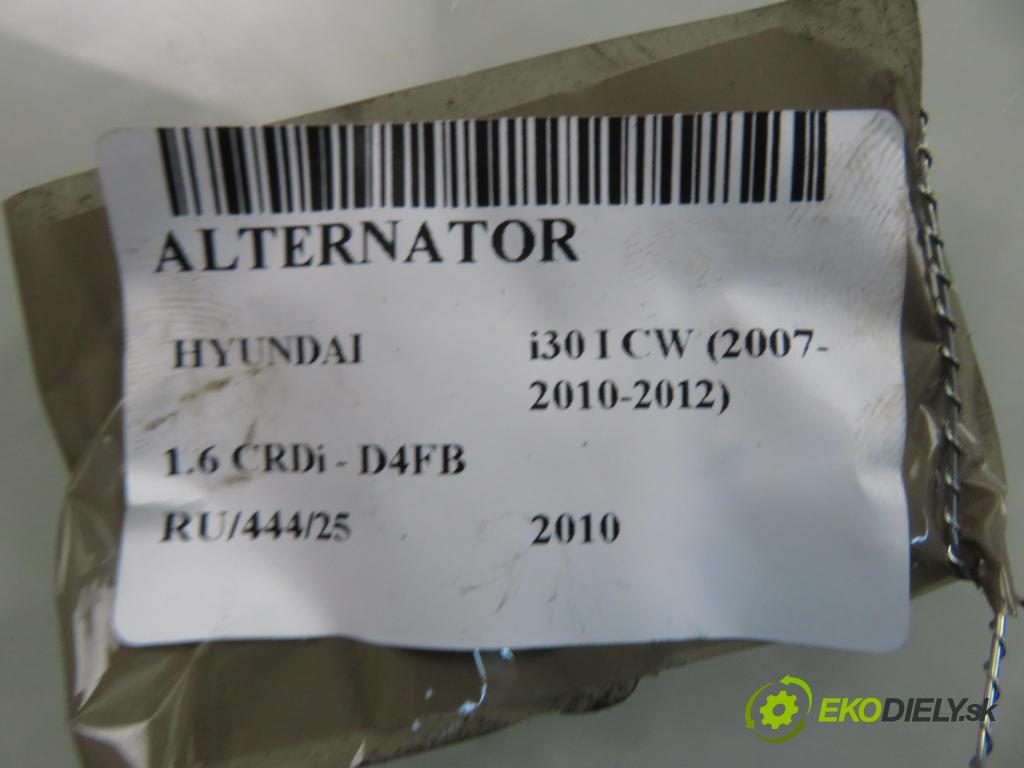 ALTERNATOR
HYUNDAI i30 I CW (2007-
2010-2012)
1.6 CRDi - D4FB
RU/444/25 2010
EKODIELY.sk